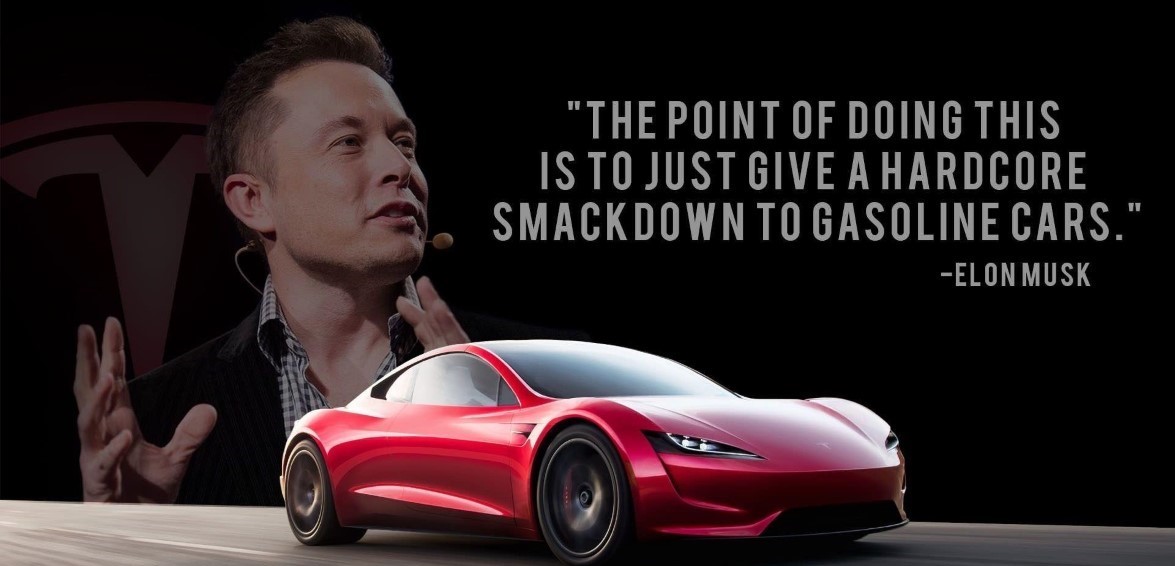 "THE POINT OF DOING THIS
IS TO JUST GIVE A HARDCORE
SMACKDOWN TO GASOLINE CARS."
-ELON MUSK